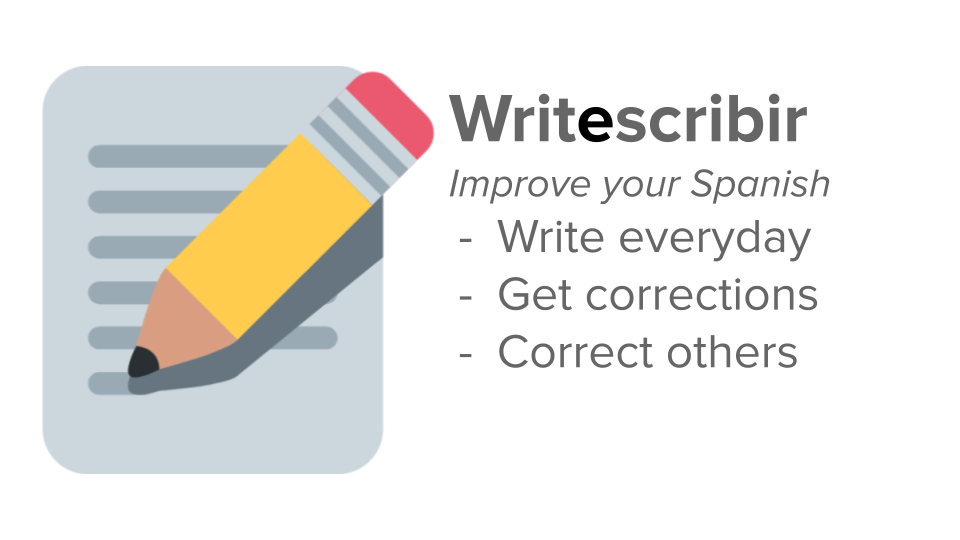 Writescribir
Improve your Spanish
- Write everyday
- Get corrections
- Correct others